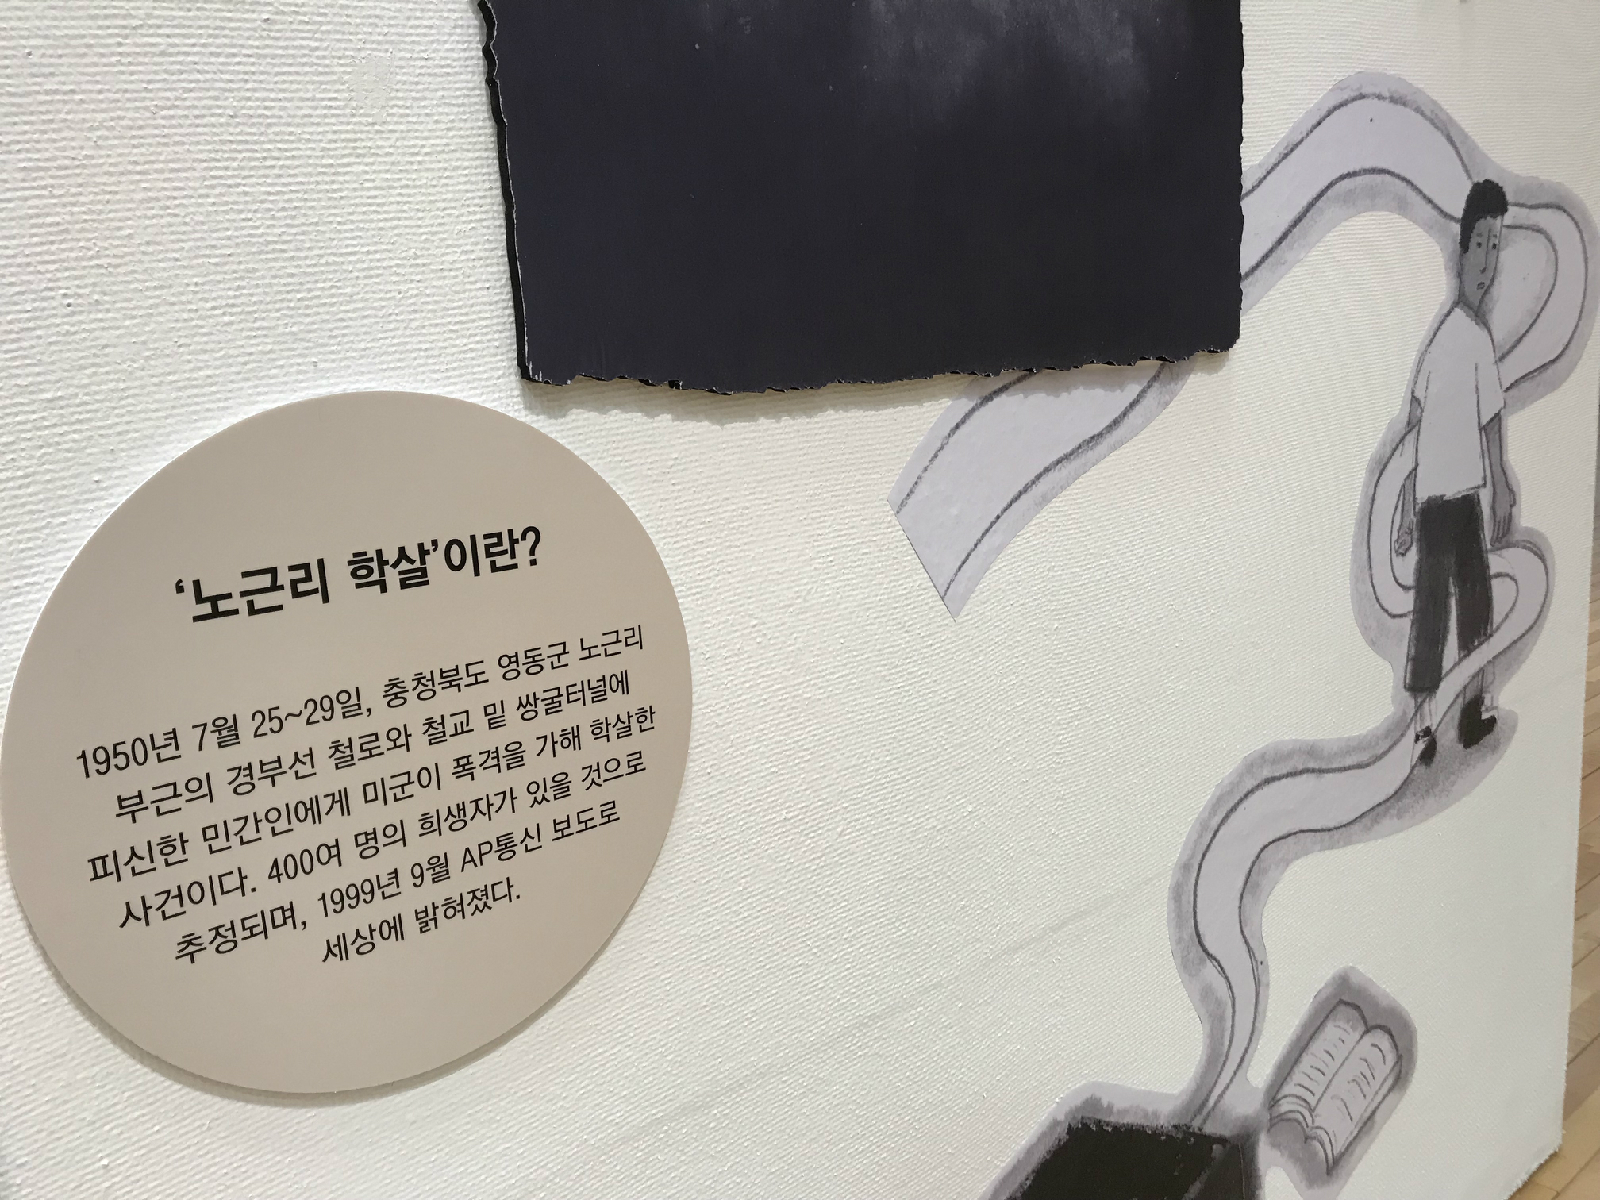 ‘노근리 학살’이란?
1950년 7월 25~29일, 충청북도 영동군 노근리
부근의 경부선 철로와 철교 밑 쌍굴터널에
피신한 민간인에게 미군이 폭격을 가해 학살한
사건이다. 400여 명의 희생자가 있을 것으로
추정되며, 1999년 9월 AP통신 보도로
세상에 밝혀졌다.